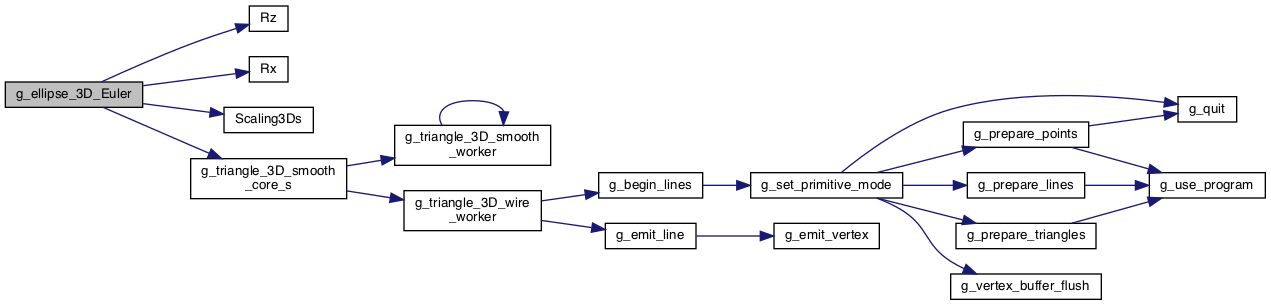 g_ellipse_3D_Euler
Rz
Rx
Scaling3Ds
g_triangle_3D_smooth
_core_s
g_triangle_3D_smooth
_worker
g_triangle_3D_wire
_worker
g_begin_lines
g_emit_line
g_set_primitive_mode
g_emit_vertex
g_prepare_points
g_prepare_lines
g_prepare_triangles
g_vertex_buffer_flush
g_quit
g_use_program